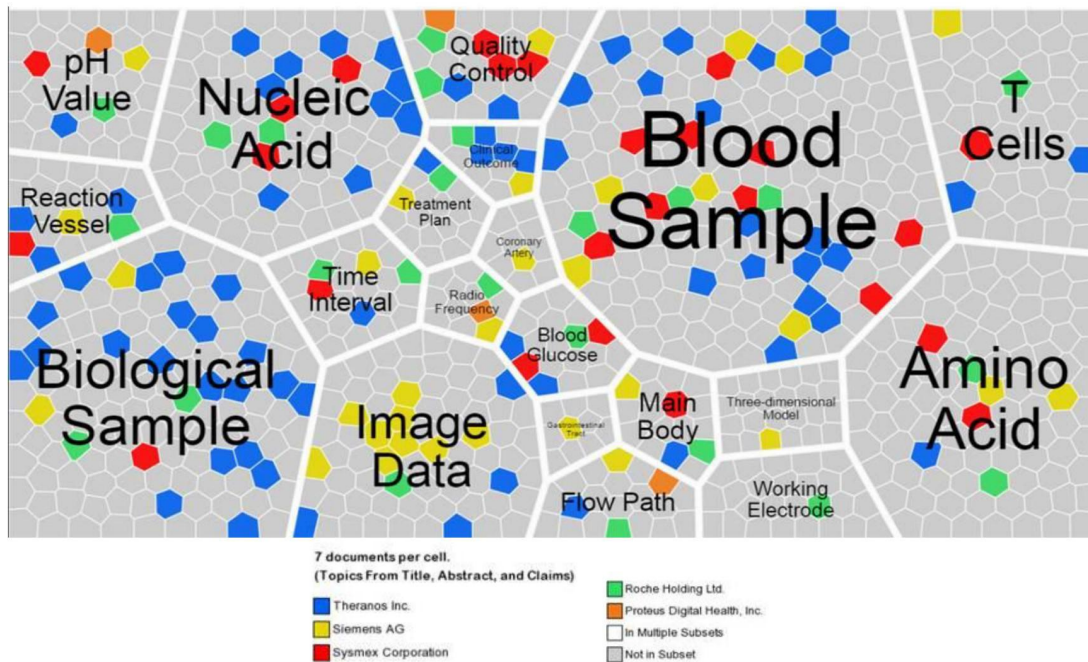 pH
Value
Nucleic
Acid
Quality
Control
Blood
Sample
T
Cells
Clinical
Outcome
Reaction
Vessel
Treatment
Plan
Coronary
Artery
Time
Interval
Radio
Frequency
Blood
Glucose
Biological
Sample
Image
Data
Gastrointestinal
Tract
Main
Body
Three-dimensional
Model
Amino
Acid
Flow Path
Working
Electrode
7 documents per cell.
(Topics From Title, Abstract, and Claims)
Theranos Inc.
Siemens AG
Sysmex Corporation
Roche Holding Ltd.
Proteus Digital Health, Inc.
In Multiple Subsets
Not in Subset